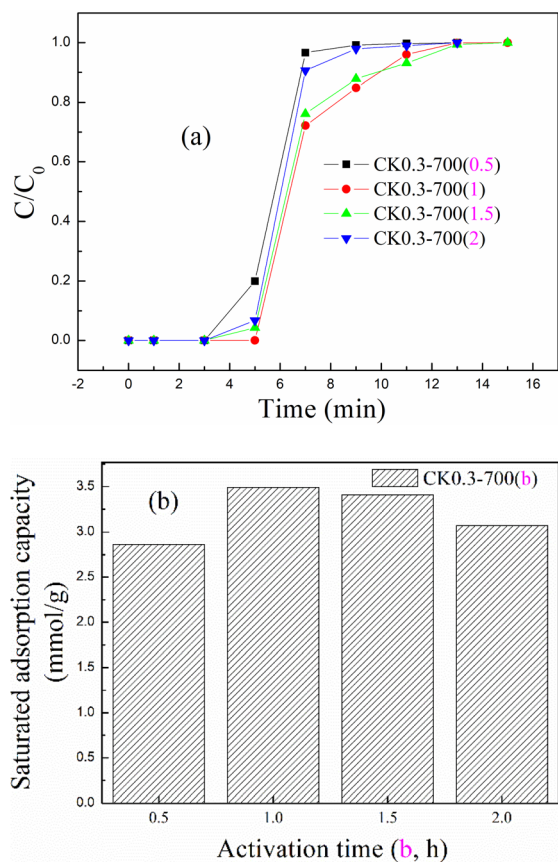 1.0
0.8
0.6
0.4
0.2
0.0
C/C0
(a)
CK0.3-700(0.5)
CK0.3-700(1)
CK0.3-700(1.5)
CK0.3-700(2)
-2 0 2 4 6 8 10 12 14 16
Time (min)
3.5
3.0
2.5
2.0
1.5
1.0
0.5
0.0
Saturated adsorption capacity
(mmol/g)
(b)
CK0.3-700(b)
0.5 1.0 1.5 2.0
Activation time (b, h)